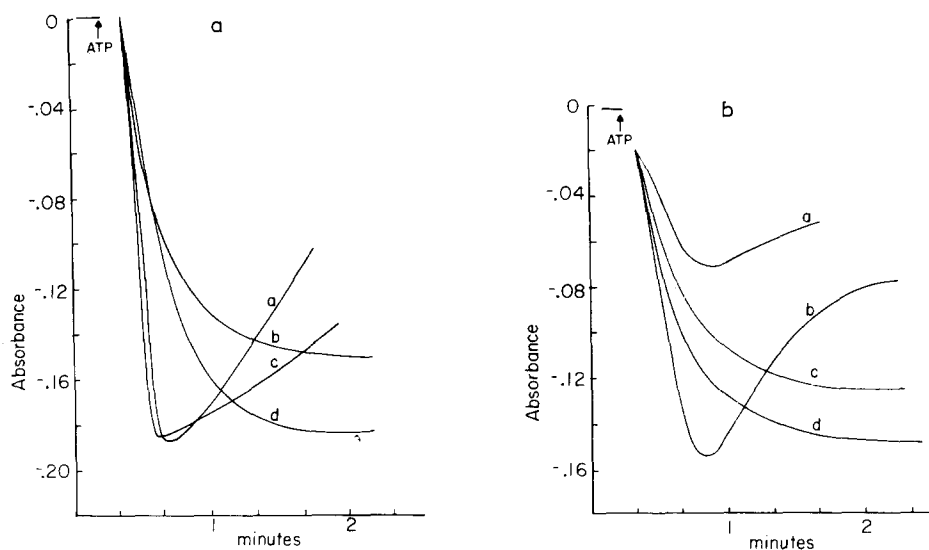 a
0
ATP
-.04
-.08
-.12
-.16
-.20
Absorbance
a
b
c
d
1
2
minutes
b
0
ATP
-.04
-.08
-.12
-.16
Absorbance
a
b
c
d
1
2
minutes